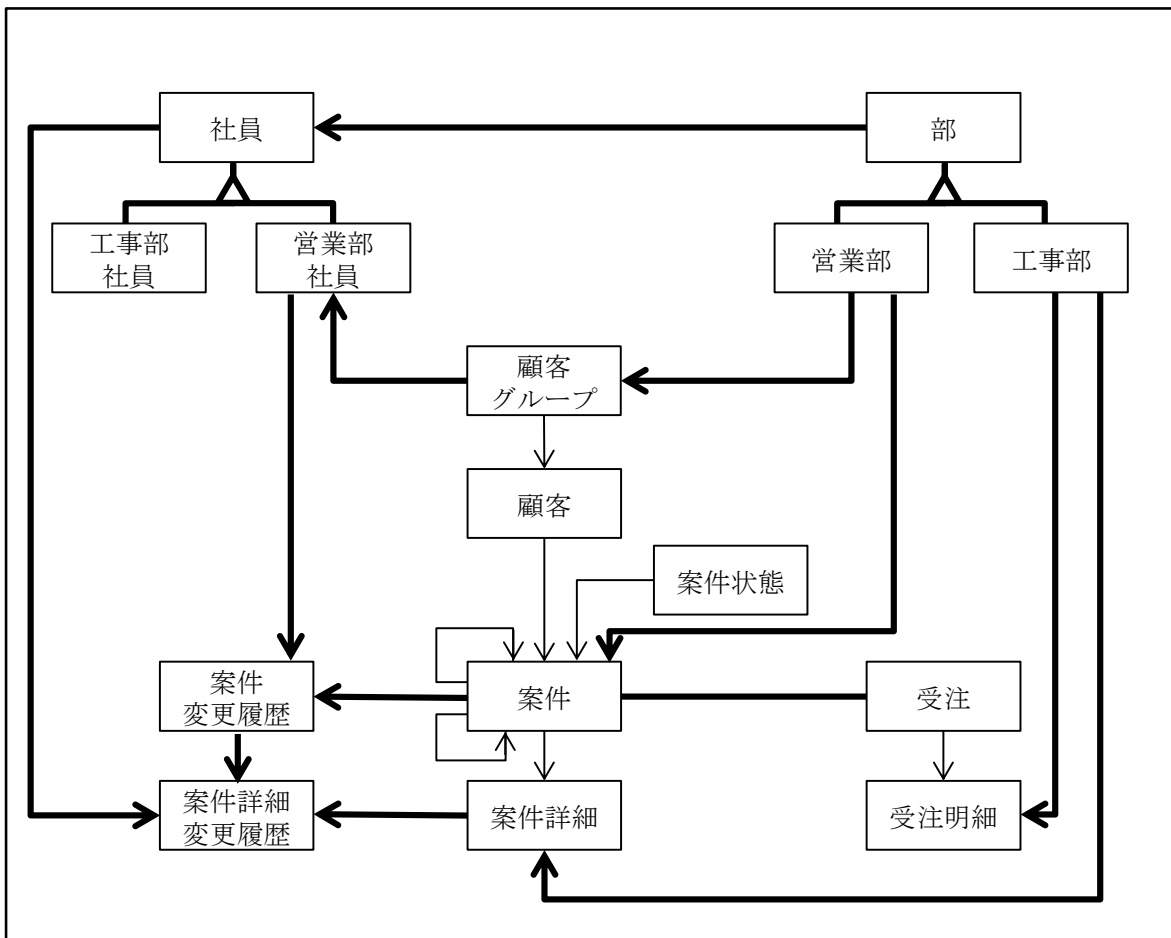 社員
部
工事部
社員
営業部
社員
営業部
工事部
顧客
グループ
顧客
案件状態
案件
変更履歴
案件
受注
案件詳細
変更履歴
案件詳細
受注明細